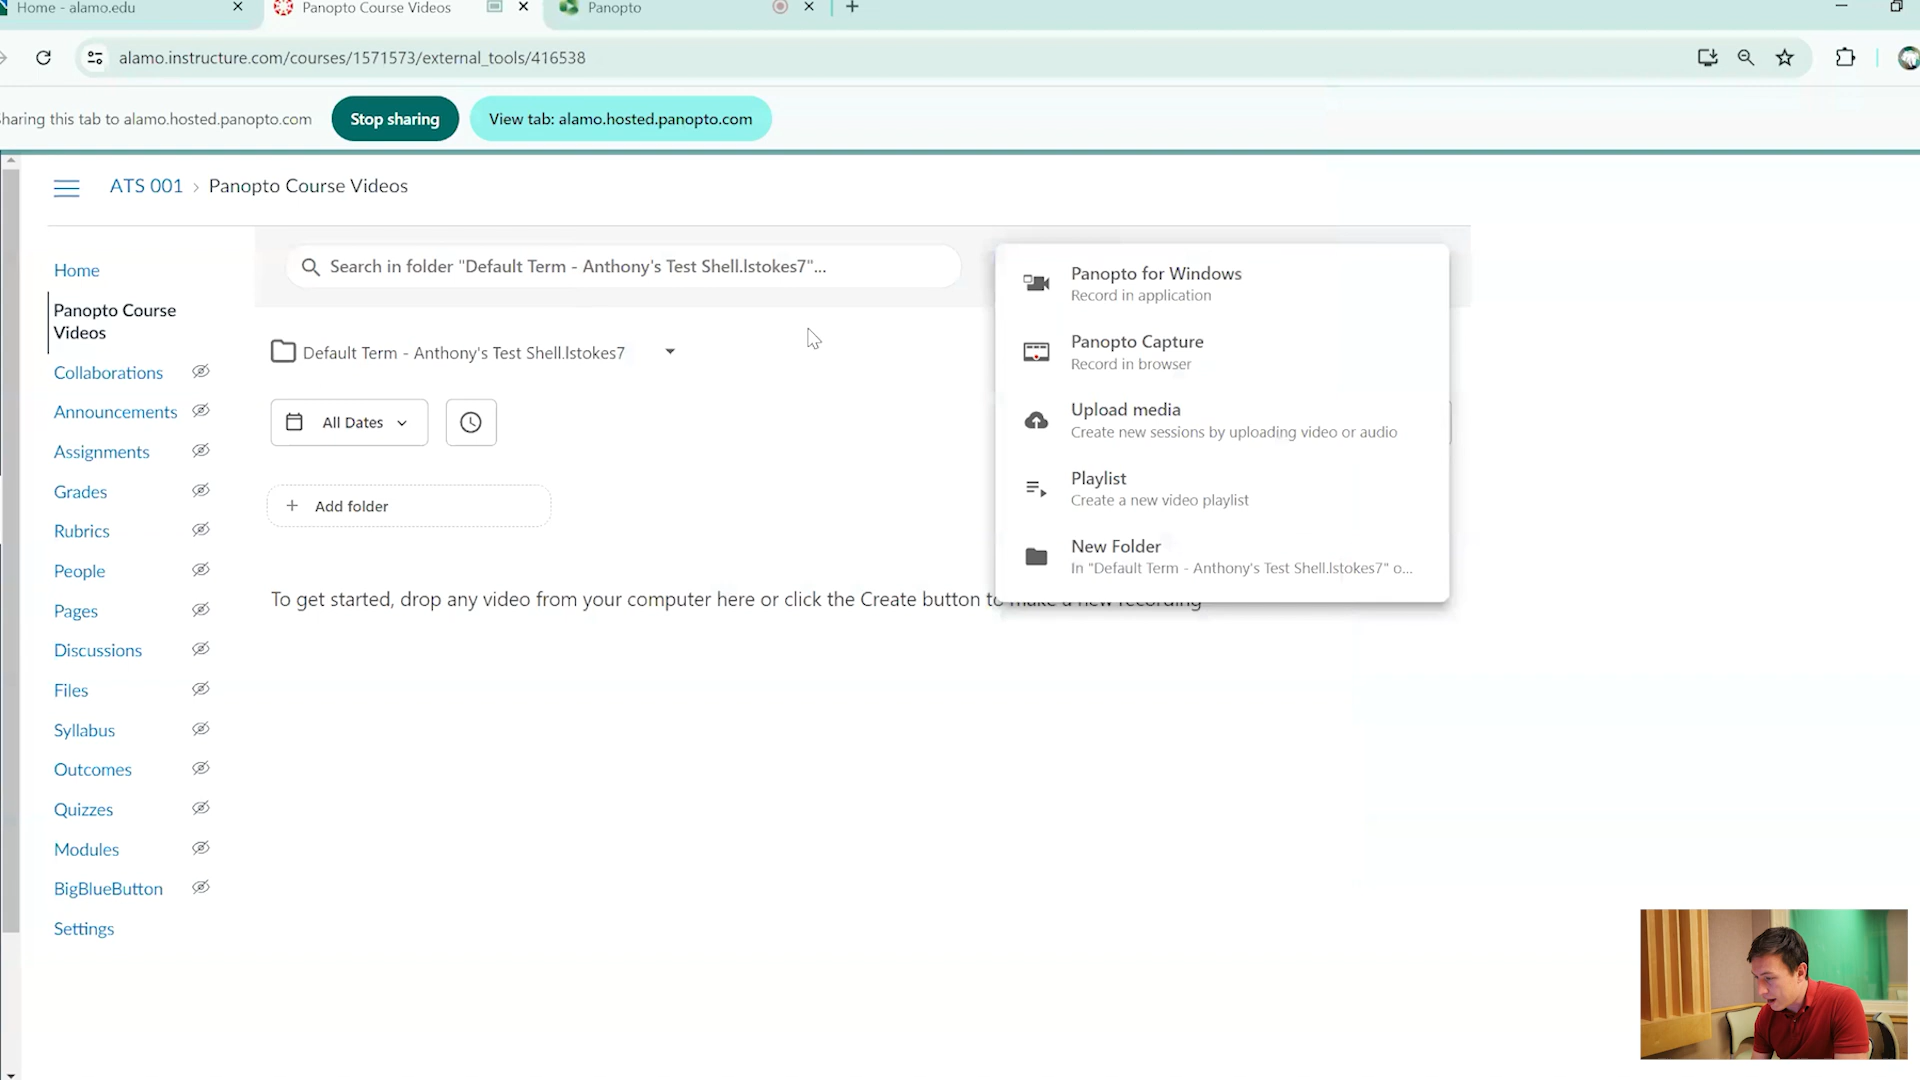 Home - alamo.edu
Panopto Course Videos
Panopto
alamo.instructure.com/courses/1571573/external_tools/416538
haring this tab to alamo.hosted.panopto.com
Stop sharing
View tab: alamo.hosted.panopto.com
ATS 001 › Panopto Course Videos
Home
Panopto Course
Videos
Collaborations
Announcements
Assignments
Grades
Rubrics
People
Pages
Discussions
Files
Syllabus
Outcomes
Quizzes
Modules
BigBlueButton
Settings
Search in folder "Default Term - Anthony's Test Shell.lstokes7"...
Default Term - Anthony's Test Shell.lstokes7
All Dates
+ Add folder
To get started, drop any video from your computer here or click the Create button to make a new recording
Panopto for Windows
Record in application
Panopto Capture
Record in browser
Upload media
Create new sessions by uploading video or audio
Playlist
Create a new video playlist
New Folder
In "Default Term - Anthony's Test Shell.lstokes7" o...